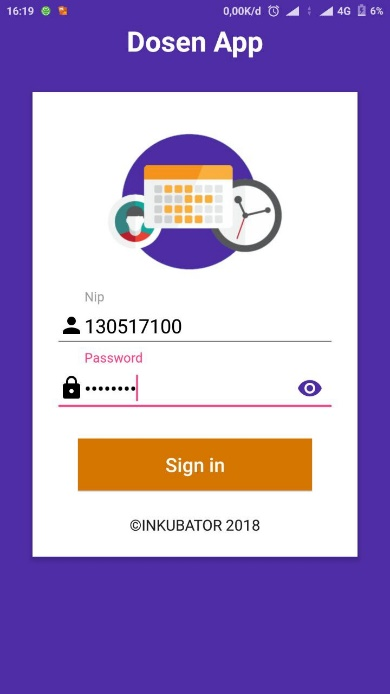 16:19 0,00K/d 4G 6%
Dosen App
Nip
130517100
Password
••••••••
Sign in
©INKUBATOR 2018